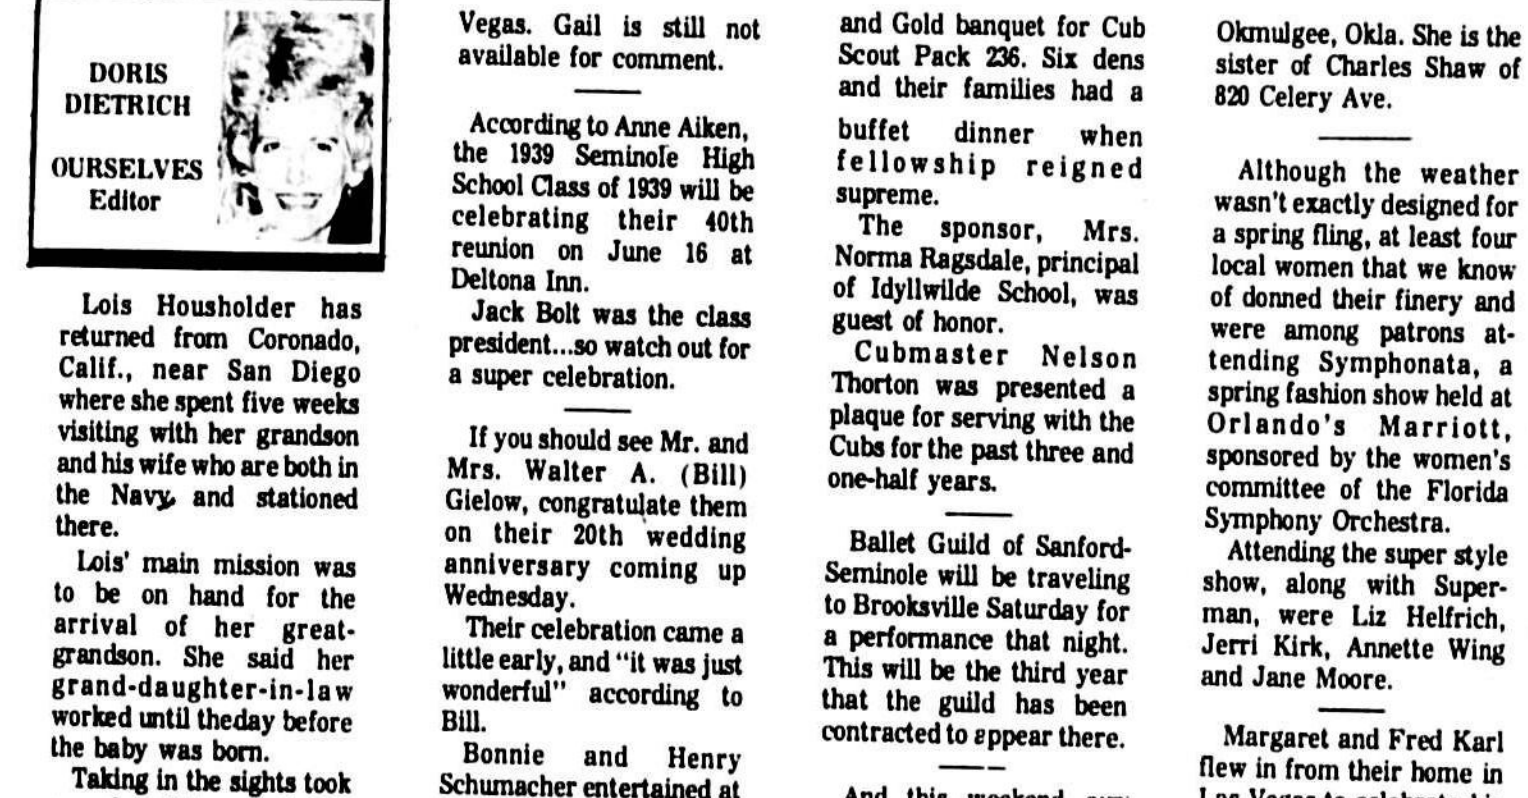 DORIS
DIETRICH
OURSELVES
Editor
Lois Housholder has
returned from Coronado,
Calif., near San Diego
where she spent five weeks
visiting with her grandson
and his wife who are both in
the Navy, and stationed
there.
Lois' main mission was
to be on hand for the
arrival of her great-
grandson. She said her
grand-daughter-in-law
worked until theday before
the baby was born.
Taking in the sights took
Vegas. Gail is still not
available for comment.
According to Anne Aiken,
the 1939 Seminole High
School Class of 1939 will be
celebrating their 40th
reunion on June 16 at
Deltona Inn.
Jack Bolt was the class
president...so watch out for
a super celebration.
If you should see Mr. and
Mrs. Walter A. (Bill)
Gielow, congratulate them
on their 20th wedding
anniversary coming up
Wednesday.
Their celebration came a
little early, and "it was just
wonderful" according to
Bill.
Bonnie and Henry
Schumacher entertained at
and Gold banquet for Cub
Scout Pack 236. Six dens
and their families had a
buffet dinner when
fellowship reigned
supreme.
The sponsor, Mrs.
Norma Ragsdale, principal
of Idyllwilde School, was
guest of honor.
Cubmaster Nelson
Thorton was presented a
plaque for serving with the
Cubs for the past three and
one-half years.
Ballet Guild of Sanford-
Seminole will be traveling
to Brooksville Saturday for
a performance that night.
This will be the third year
that the guild has been
contracted to appear there.
And this weekend
Okmulgee, Okla. She is the
sister of Charles Shaw of
820 Celery Ave.
Although the weather
wasn't exactly designed for
a spring fling, at least four
local women that we know
of donned their finery and
were among patrons at-
tending Symphonata, a
spring fashion show held at
Orlando's Marriott,
sponsored by the women's
committee of the Florida
Symphony Orchestra.
Attending the super style
show, along with Super-
man, were Liz Helfrich,
Jerri Kirk, Annette Wing
and Jane Moore.
Margaret and Fred Karl
flew in from their home in
Las Vegas to